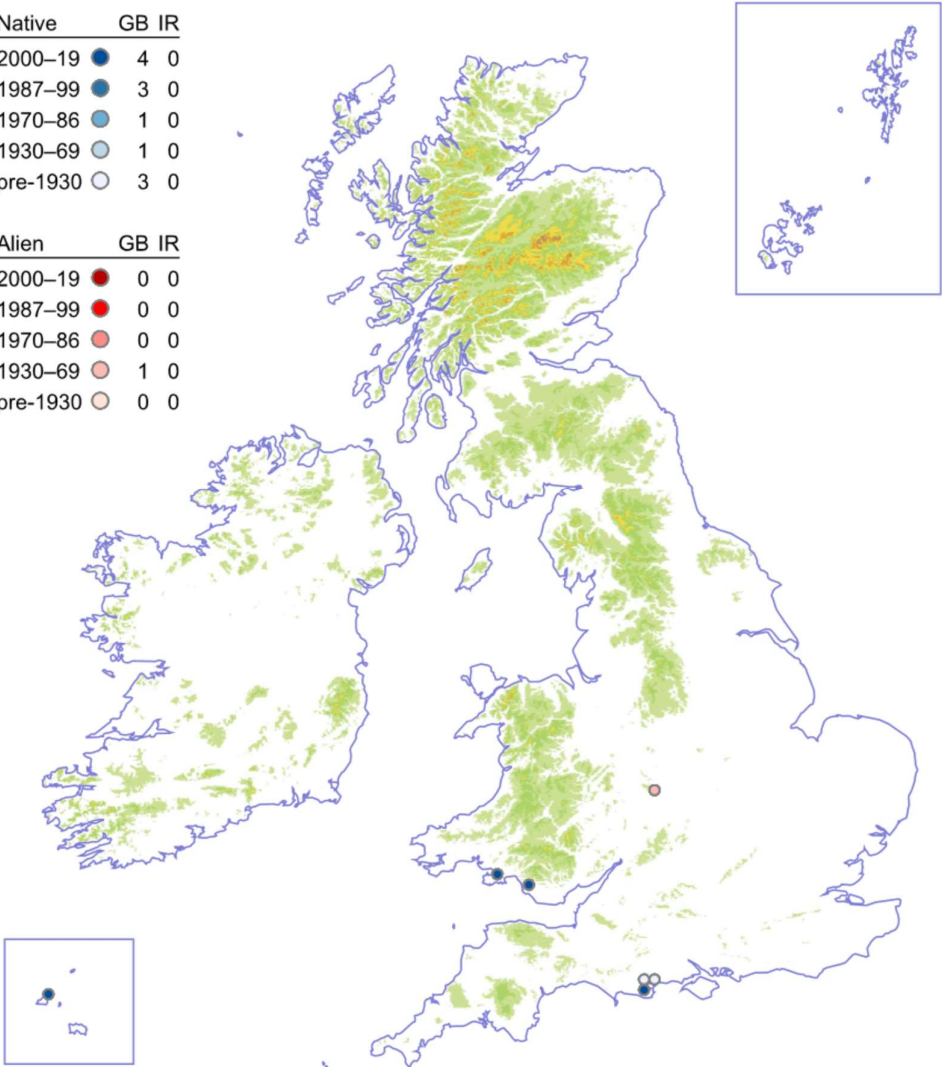 Native GB IR
2000–19 4 0
1987–99 3 0
1970–86 1 0
1930–69 1 0
pre-1930 3 0
Alien GB IR
2000–19 0 0
1987–99 0 0
1970–86 0 0
1930–69 1 0
pre-1930 0 0